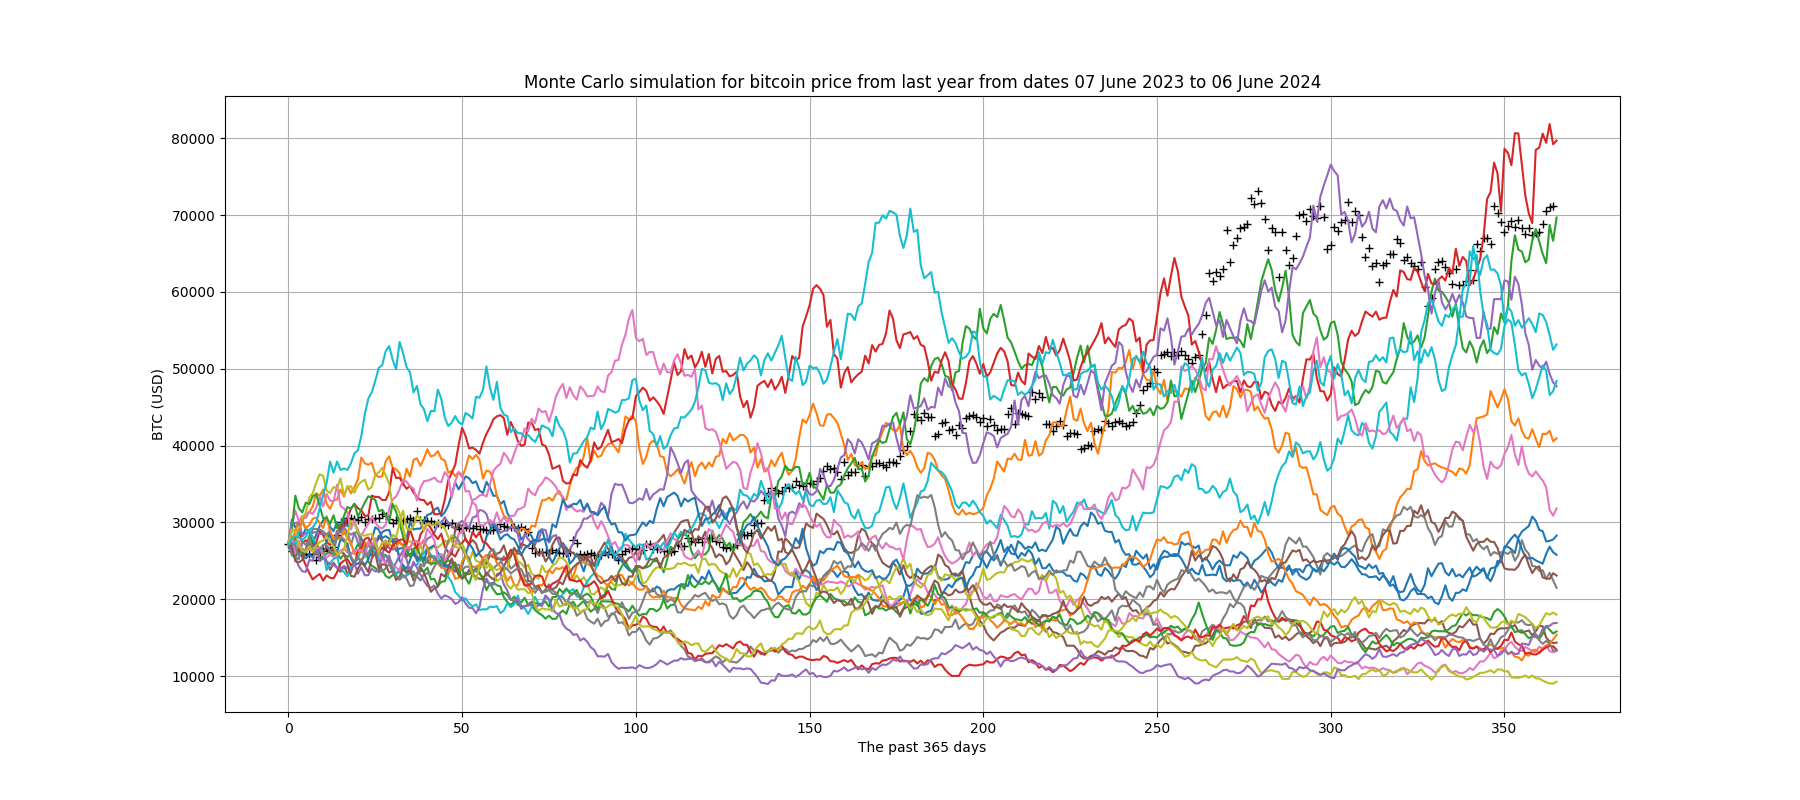 Monte Carlo simulation for bitcoin price from last year from dates 07 June 2023 to 06 June 2024
80000
70000
60000
50000
40000
30000
20000
10000
BTC (USD)
0 50 100 150 200 250 300 350
The past 365 days